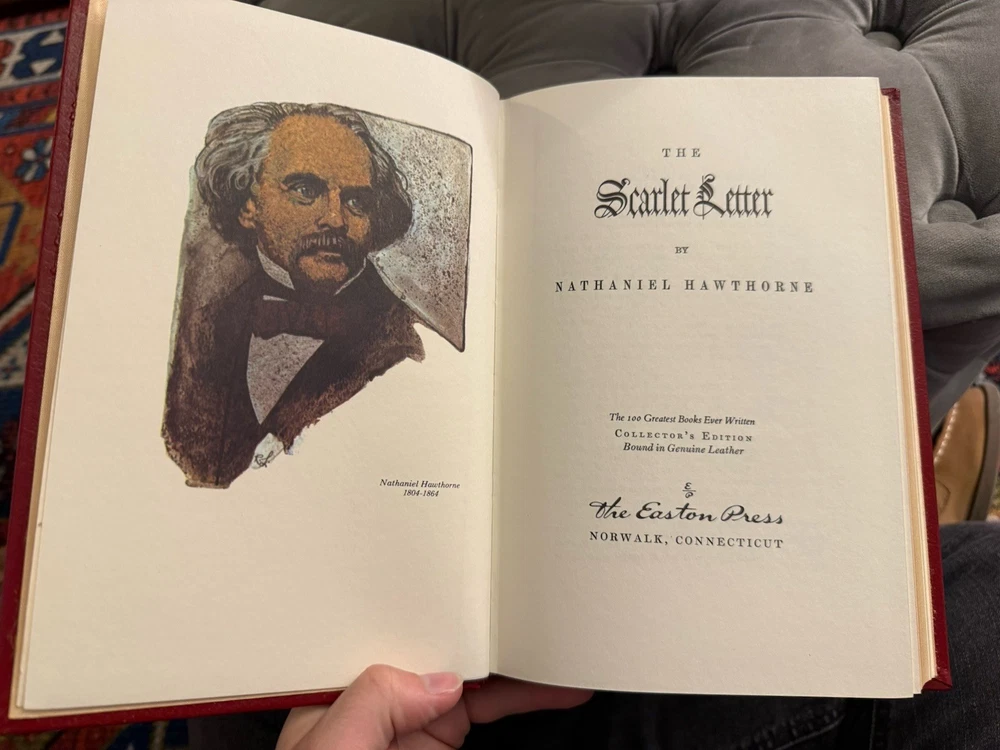 Nathaniel Hawthorne
1804-1864
THE
Scarlet Letter
BY
NATHANIEL HAWTHORNE
The 100 Greatest Books Ever Written
COLLECTOR'S EDITION
Bound in Genuine Leather
E
P
the Easton Press
NORWALK, CONNECTICUT